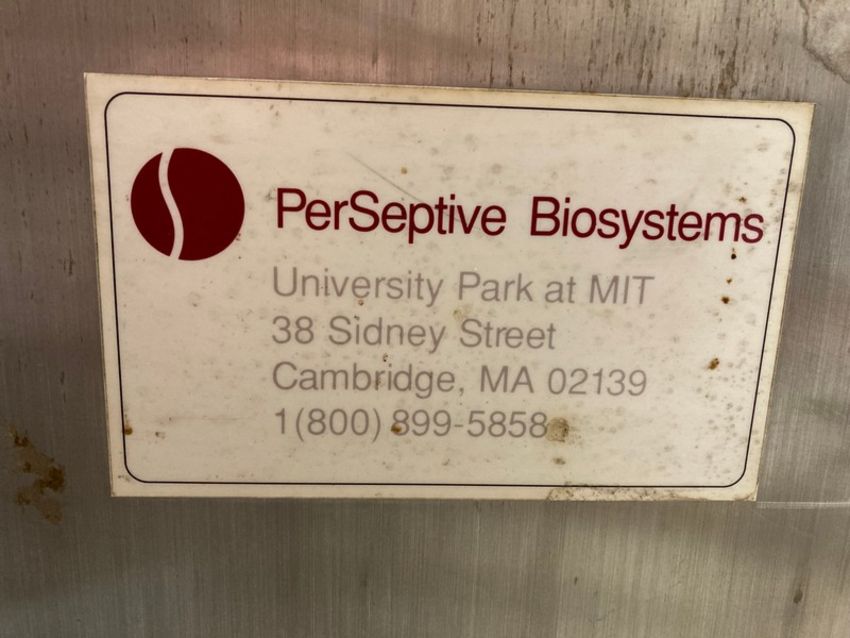 PerSeptive Biosystems
University Park at MIT
38 Sidney Street
Cambridge, MA 02139
1(800) 899-5858